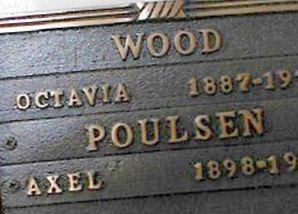 WOOD
OCTAVIA 1887-19
POULSEN
AXEL 1898-19